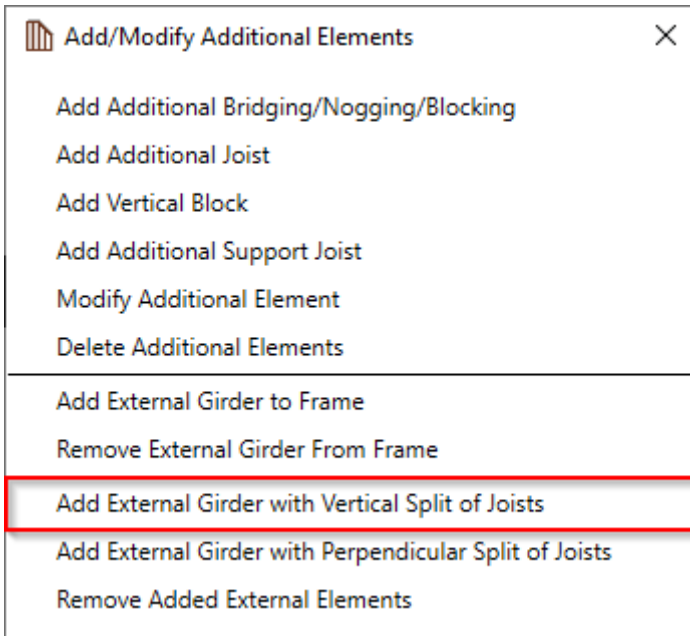 Add/Modify Additional Elements
Add Additional Bridging/Nogging/Blocking
Add Additional Joist
Add Vertical Block
Add Additional Support Joist
Modify Additional Element
Delete Additional Elements
Add External Girder to Frame
Remove External Girder From Frame
Add External Girder with Vertical Split of Joists
Add External Girder with Perpendicular Split of Joists
Remove Added External Elements